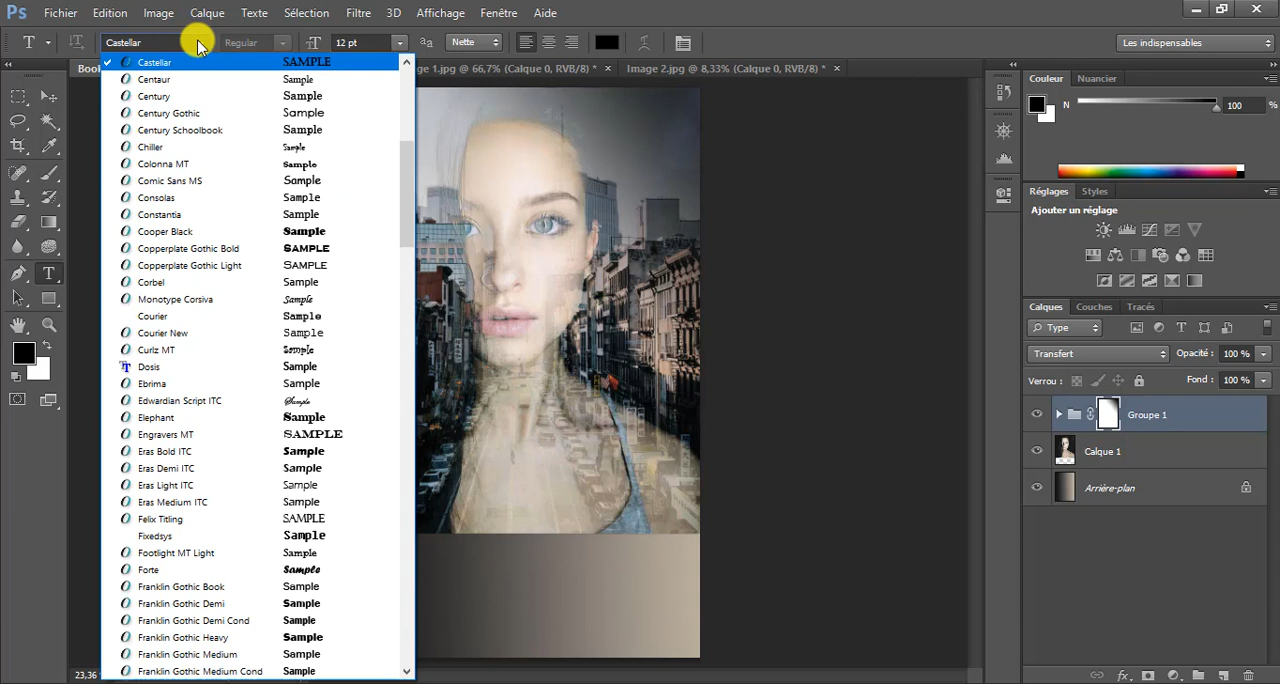 Ps Fichier Edition Image Calque Texte Sélection Filtre 3D Affichage Fenêtre Aide
T Castellar Regular 12 pt Nette Les indispensables
Book
ge 1.jpg @ 66,7% (Calque 0, RVB/8) * × Image 2.jpg @ 8,33% (Calque 0, RVB/8) * ×
Castellar SAMPLE
Centaur Sample
Century Sample
Century Gothic Sample
Century Schoolbook Sample
Chiller Sample
Colonna MT Sample
Comic Sans MS Sample
Consolas Sample
Constantia Sample
Cooper Black Sample
Copperplate Gothic Bold SAMPLE
Copperplate Gothic Light SAMPLE
Corbel Sample
Monotype Corsiva Sample
Courier Sample
Courier New Sample
Curlz MT Sample
Dosis Sample
Ebrima Sample
Edwardian Script ITC Sample
Elephant Sample
Engravers MT SAMPLE
Eras Bold ITC Sample
Eras Demi ITC Sample
Eras Light ITC Sample
Eras Medium ITC Sample
Felix Titling SAMPLE
Fixedsys Sample
Footlight MT Light Sample
Forte Sample
Franklin Gothic Book Sample
Franklin Gothic Demi Sample
Franklin Gothic Demi Cond Sample
Franklin Gothic Heavy Sample
Franklin Gothic Medium Sample
Franklin Gothic Medium Cond Sample
23,36
Couleur Nuancier
N 100 %
Réglages Styles
Ajouter un réglage
Calques Couches Tracés
Type
Transfert Opacité : 100 %
Verrou : Fond : 100 %
Groupe 1
Calque 1
Arrière-plan
fx